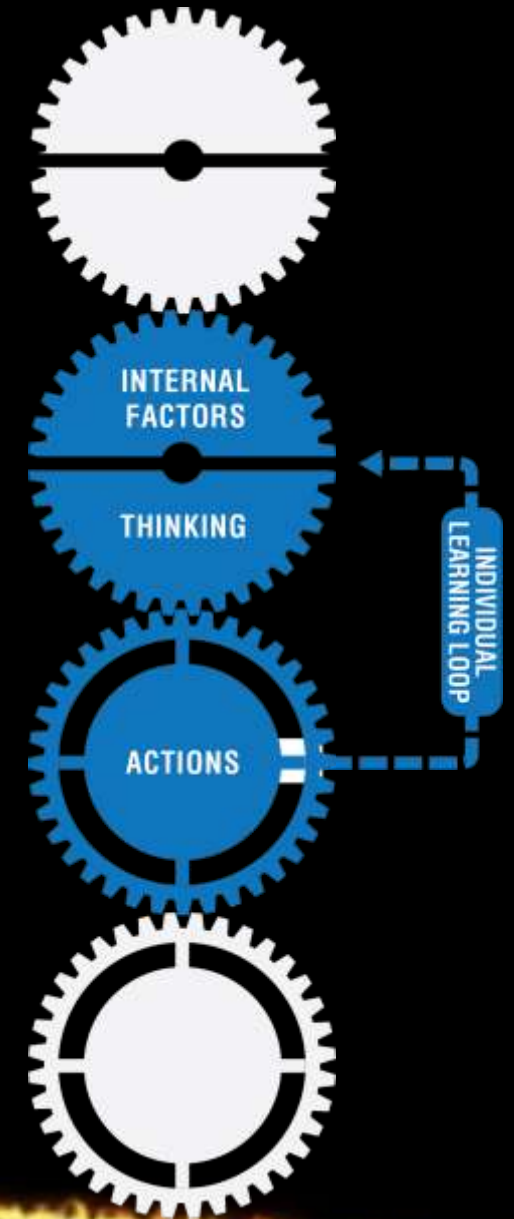 INTERNAL
FACTORS
THINKING
ACTIONS
INDIVIDUAL
LEARNING LOOP